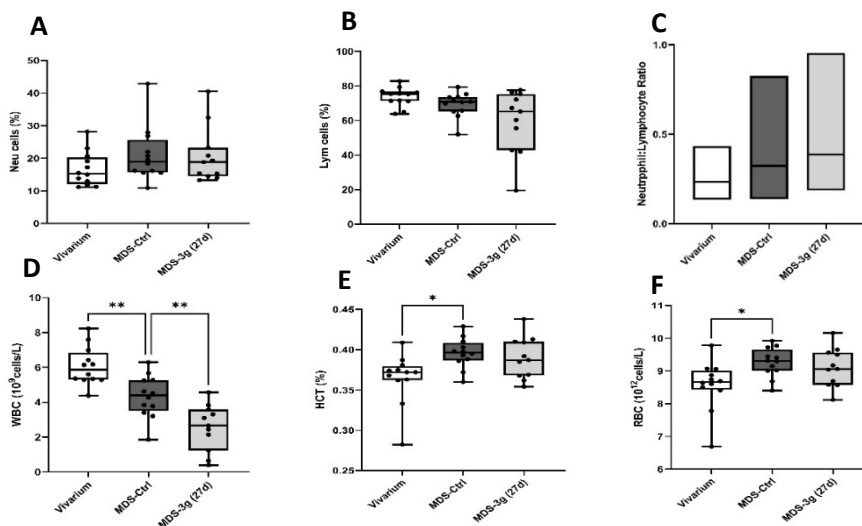 A
Neu cells (%)
50
40
30
20
10
0
Vivarium
MDS-Ctrl
MDS-3g (27d)
B
Lym cells (%)
100
80
60
40
20
0
Vivarium
MDS-Ctrl
MDS-3g (27d)
C
Neutrpphil:Lymphocyte Ratio
1.0
0.5
0.0
Vivarium
MDS-Ctrl
MDS-3g (27d)
D
WBC (10⁹cells/L)
10
8
6
4
2
0
** **
Vivarium
MDS-Ctrl
MDS-3g (27d)
E
HCT (%)
0.45
0.40
0.35
0.30
0.25
*
Vivarium
MDS-Ctrl
MDS-3g (27d)
F
RBC (10¹²cells/L)
11
10
9
8
7
6
*
Vivarium
MDS-Ctrl
MDS-3g (27d)